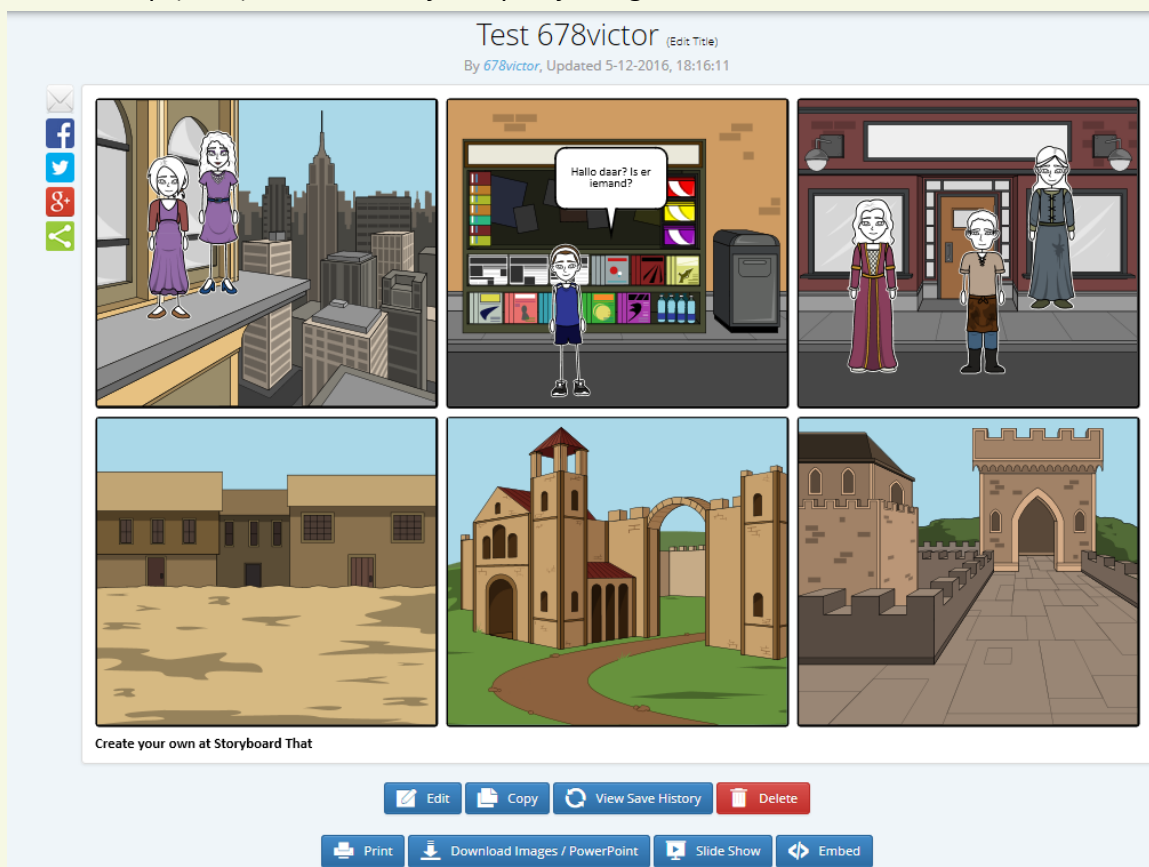 Test 678victor (Edit Title)
By 678victor, Updated 5-12-2016, 18:16:11
Hallo daar? Is er
iemand?
Create your own at Storyboard That
Edit Copy View Save History Delete
Print Download Images / PowerPoint Slide Show Embed